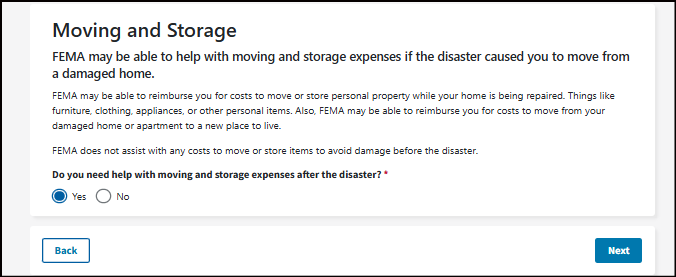 Moving and Storage
FEMA may be able to help with moving and storage expenses if the disaster caused you to move from
a damaged home.
FEMA may be able to reimburse you for costs to move or store personal property while your home is being repaired. Things like
furniture, clothing, appliances, or other personal items. Also, FEMA may be able to reimburse you for costs to move from your
damaged home or apartment to a new place to live.
FEMA does not assist with any costs to move or store items to avoid damage before the disaster.
Do you need help with moving and storage expenses after the disaster? *
Yes No
Back Next